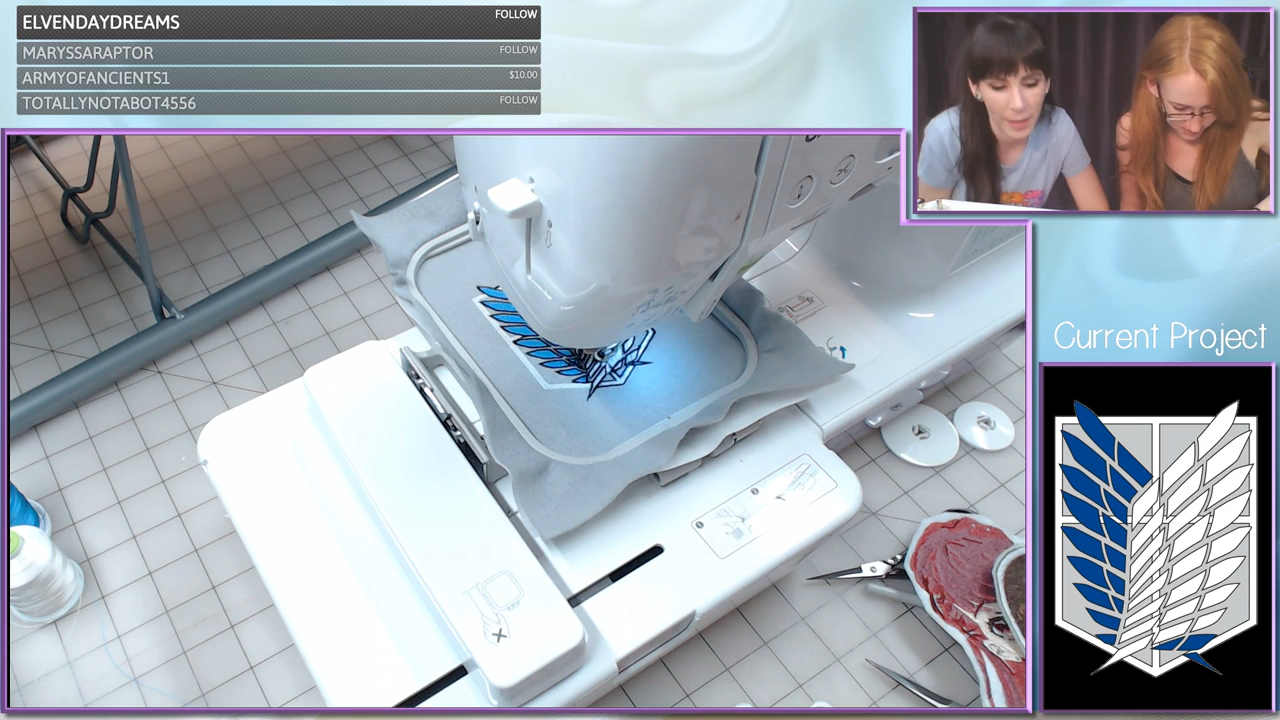 ELVENDAYDREAMS FOLLOW
MARYSSARAPTOR FOLLOW
ARMYOFANCIENTS1 $10.00
TOTALLYNOTABOT4556 FOLLOW
Current Project